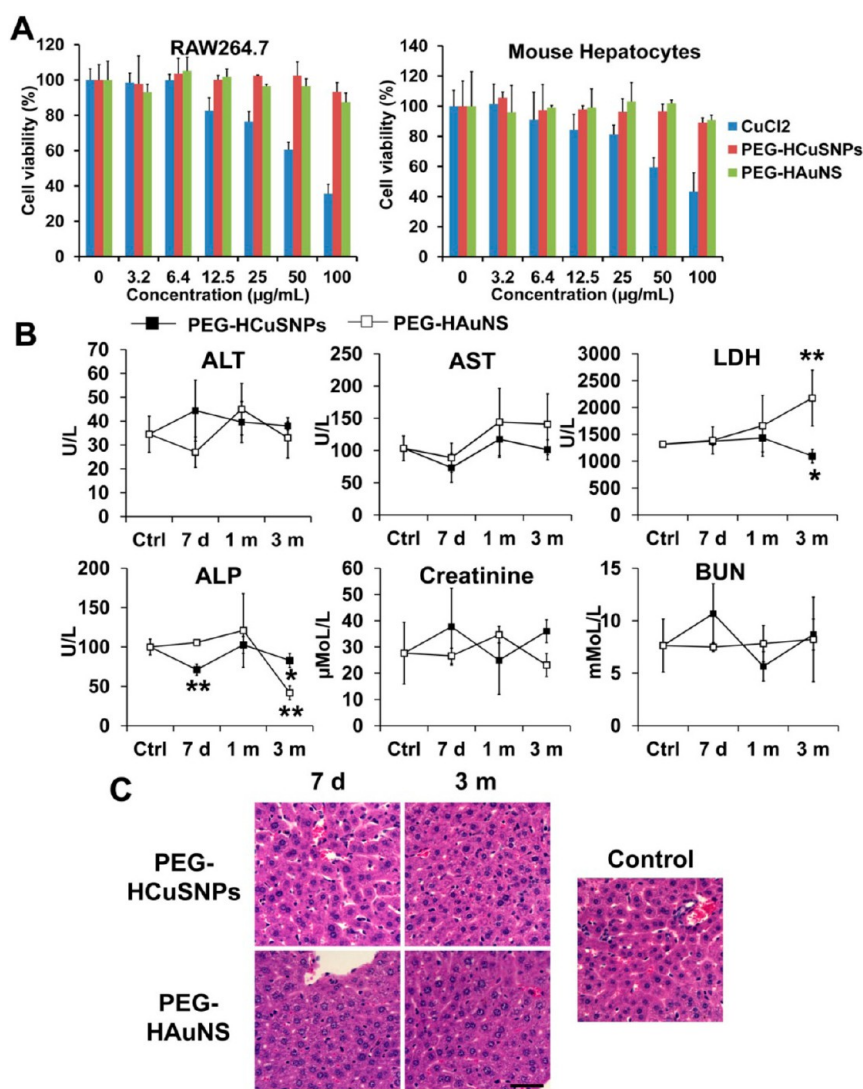 A
RAW264.7
Cell viability (%)
120
100
80
60
40
20
0
0 3.2 6.4 12.5 25 50 100
Concentration (µg/mL)
Mouse Hepatocytes
Cell viability (%)
140
120
100
80
60
40
20
0
0 3.2 6.4 12.5 25 50 100
Concentration (µg/mL)
CuCl2
PEG-HCuSNPs
PEG-HAuNS
B
PEG-HCuSNPs PEG-HAuNS
ALT
U/L
70
60
50
40
30
20
10
0
Ctrl 7 d 1 m 3 m
AST
U/L
250
200
150
100
50
0
Ctrl 7 d 1 m 3 m
LDH
U/L
3000
2500
2000
1500
1000
500
0
**
*
Ctrl 7 d 1 m 3 m
ALP
U/L
200
150
100
50
0
**
*
**
Ctrl 7 d 1 m 3 m
Creatinine
µMoL/L
60
50
40
30
20
10
0
Ctrl 7 d 1 m 3 m
BUN
mMoL/L
15
10
5
0
Ctrl 7 d 1 m 3 m
C
7 d 3 m
PEG-
HCuSNPs
Control
PEG-
HAuNS